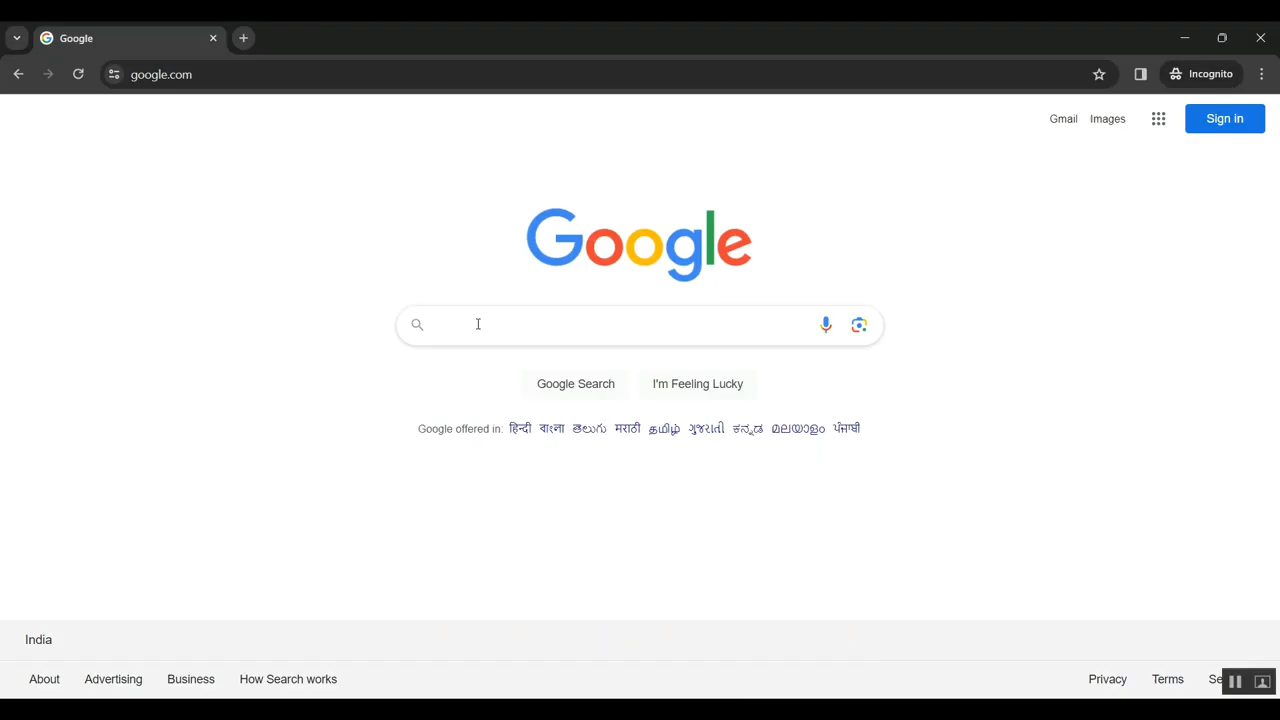 Google
google.com
Incognito
Gmail Images
Sign in
Google
Google Search I'm Feeling Lucky
Google offered in: हिन्दी বাংলা తెలుగు मराठी தமிழ் ગુજરાતી ಕನ್ನಡ മലയാളം ਪੰਜਾਬੀ
India
About Advertising Business How Search works Privacy Terms